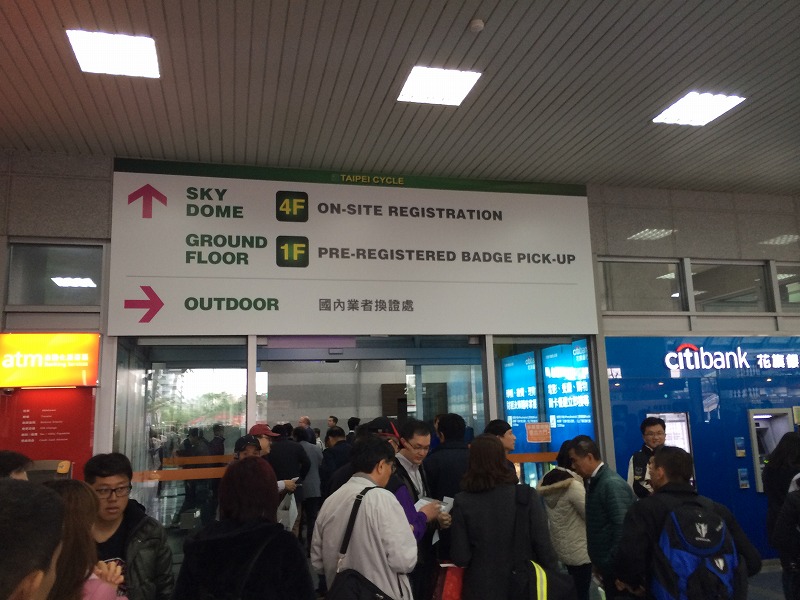 TAIPEI CYCLE
SKY DOME 4F ON-SITE REGISTRATION
GROUND FLOOR 1F PRE-REGISTERED BADGE PICK-UP
OUTDOOR 國內業者換證處
atm
citibank 花旗銀